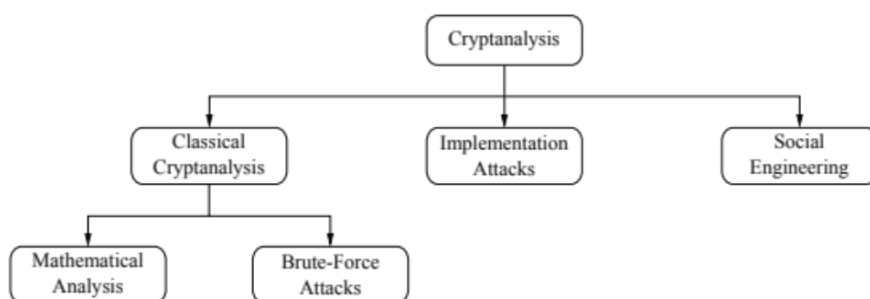 Cryptanalysis
Classical
Cryptanalysis
Implementation
Attacks
Social
Engineering
Mathematical
Analysis
Brute-Force
Attacks